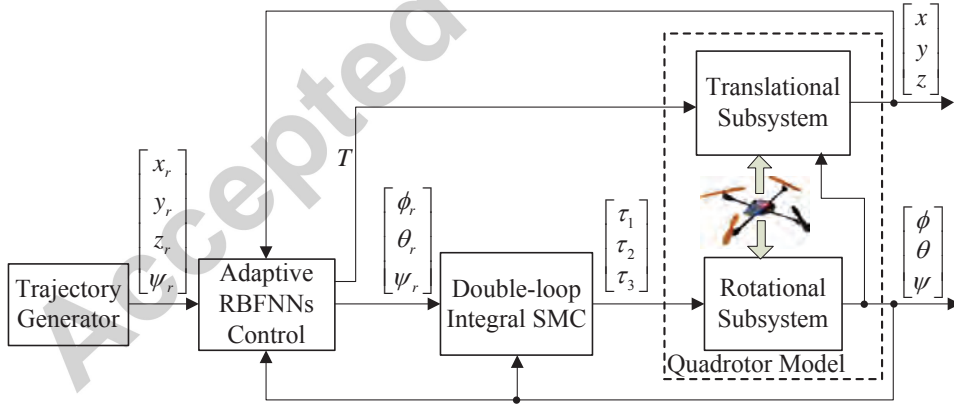 Accepted
x
y
z
Translational
Subsystem
T
x_r
y_r
z_r
ψ_r
ϕ_r
θ_r
ψ_r
τ_1
τ_2
τ_3
ϕ
θ
ψ
Trajectory
Generator
Adaptive
RBFNNs
Control
Double-loop
Integral SMC
Rotational
Subsystem
Quadrotor Model